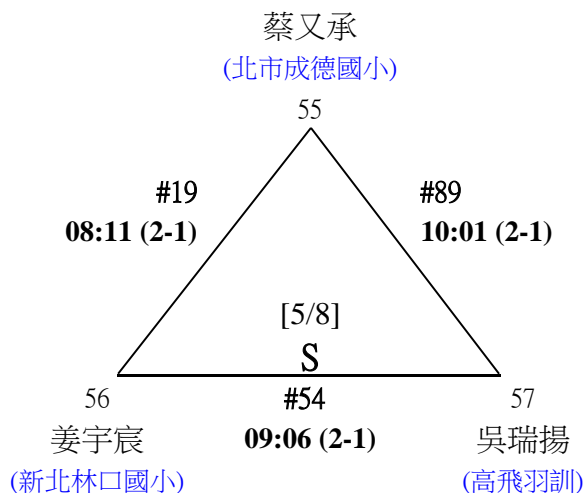 蔡又承
(北市成德國小)
55
#19
08:11 (2-1)
#89
10:01 (2-1)
[5/8]
S
56
#54
57
姜宇宸
09:06 (2-1)
吳瑞揚
(新北林口國小)
(高飛羽訓)